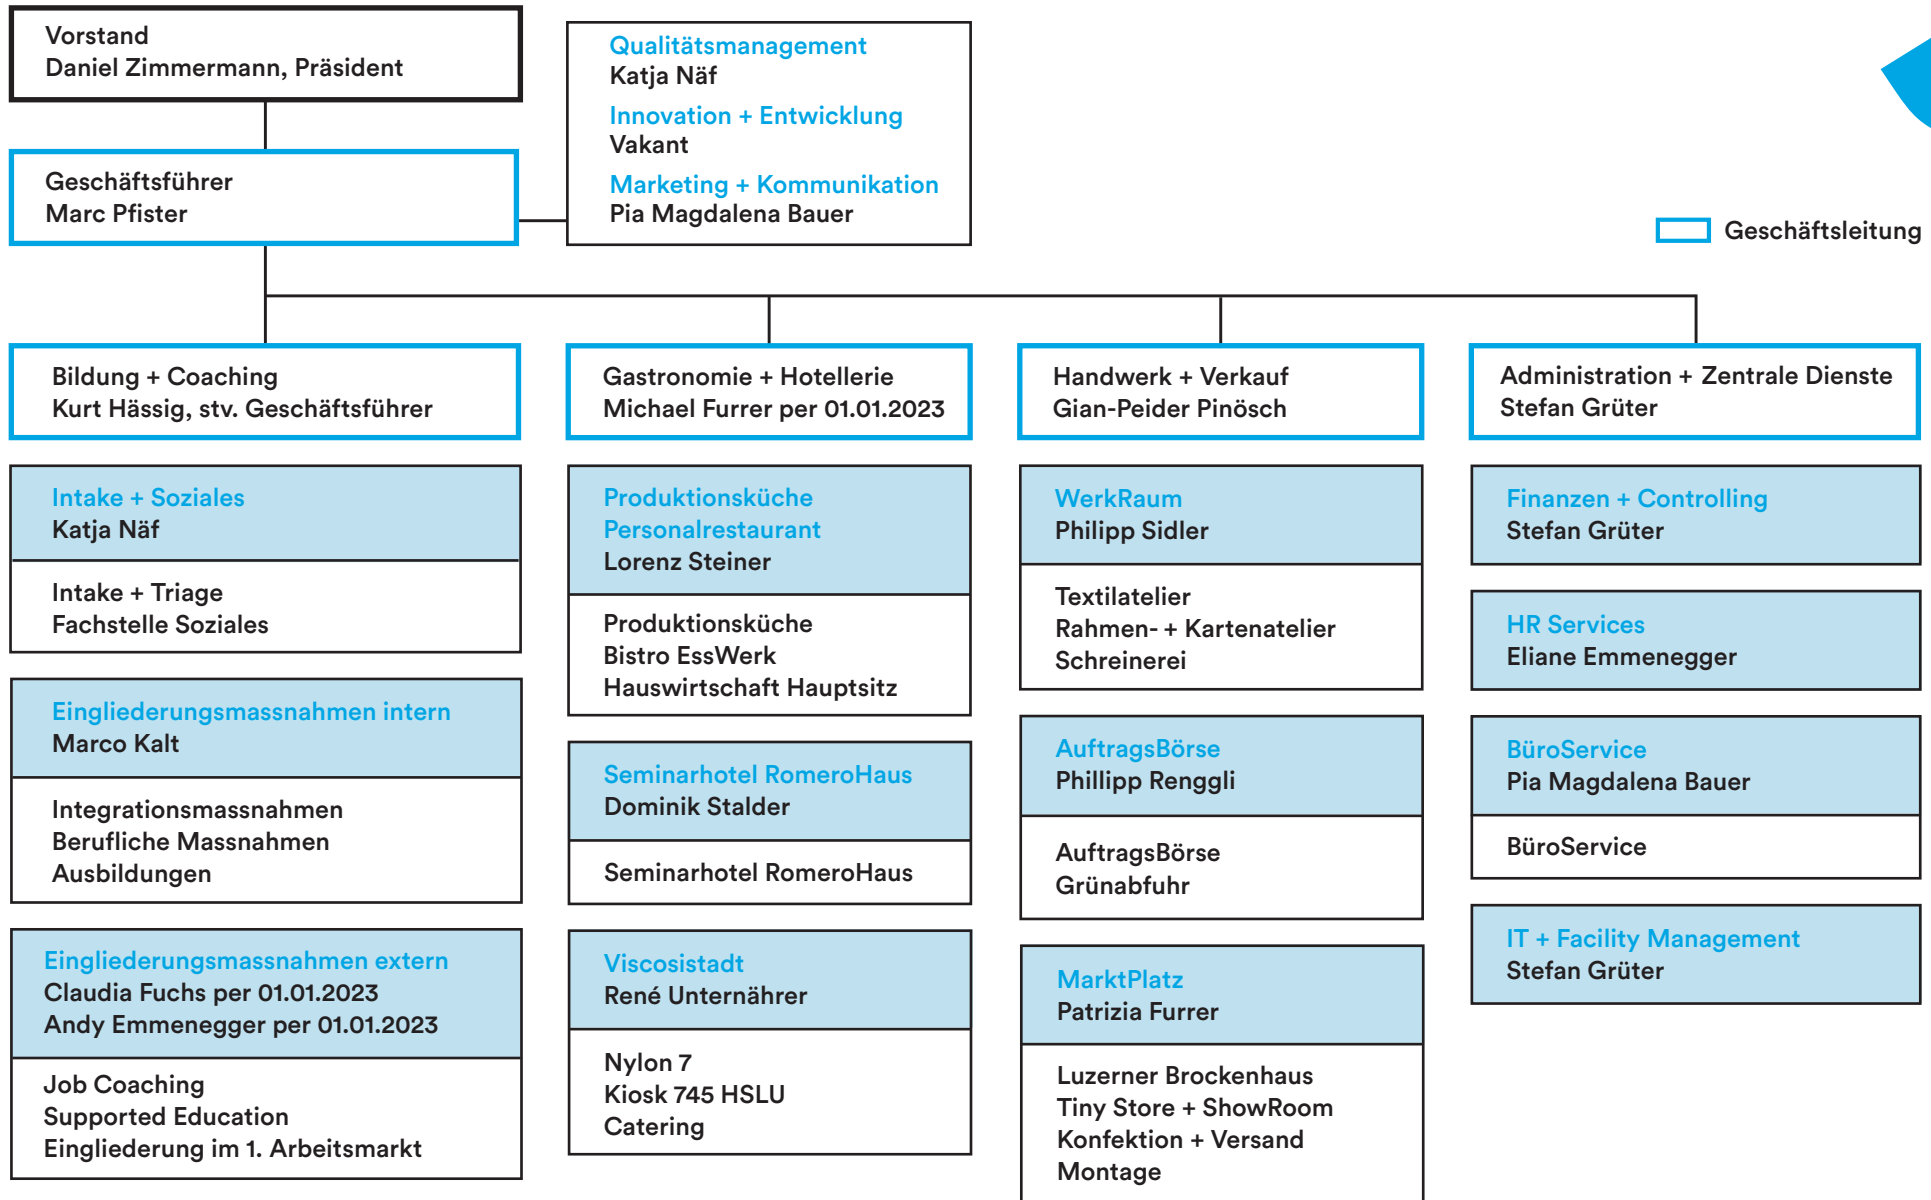 Vorstand
Daniel Zimmermann, Präsident
Qualitätsmanagement
Katja Näf
Innovation + Entwicklung
Vakant
Marketing + Kommunikation
Pia Magdalena Bauer
Geschäftsführer
Marc Pfister
Geschäftsleitung
Bildung + Coaching
Kurt Hässig, stv. Geschäftsführer
Intake + Soziales
Katja Näf
Intake + Triage
Fachstelle Soziales
Eingliederungsmassnahmen intern
Marco Kalt
Integrationsmassnahmen
Berufliche Massnahmen
Ausbildungen
Eingliederungsmassnahmen extern
Claudia Fuchs per 01.01.2023
Andy Emmenegger per 01.01.2023
Job Coaching
Supported Education
Eingliederung im 1. Arbeitsmarkt
Gastronomie + Hotellerie
Michael Furrer per 01.01.2023
Produktionsküche
Personalrestaurant
Lorenz Steiner
Produktionsküche
Bistro EssWerk
Hauswirtschaft Hauptsitz
Seminarhotel RomeroHaus
Dominik Stalder
Seminarhotel RomeroHaus
Viscosistadt
René Unternährer
Nylon 7
Kiosk 745 HSLU
Catering
Handwerk + Verkauf
Gian-Peider Pinösch
WerkRaum
Philipp Sidler
Textilatelier
Rahmen- + Kartenatelier
Schreinerei
AuftragsBörse
Phillipp Renggli
AuftragsBörse
Grünabfuhr
MarktPlatz
Patrizia Furrer
Luzerner Brockenhaus
Tiny Store + ShowRoom
Konfektion + Versand
Montage
Administration + Zentrale Dienste
Stefan Grüter
Finanzen + Controlling
Stefan Grüter
HR Services
Eliane Emmenegger
BüroService
Pia Magdalena Bauer
BüroService
IT + Facility Management
Stefan Grüter